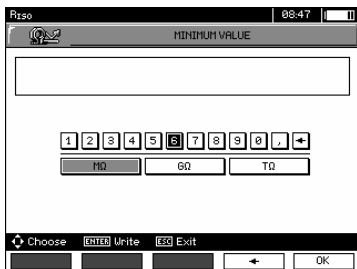 RISO 08:47
MINIMUM VALUE
1 2 3 4 5 6 7 8 9 0 , ←
MΩ GΩ TΩ
Choose ENTER Write ESC Exit
← OK